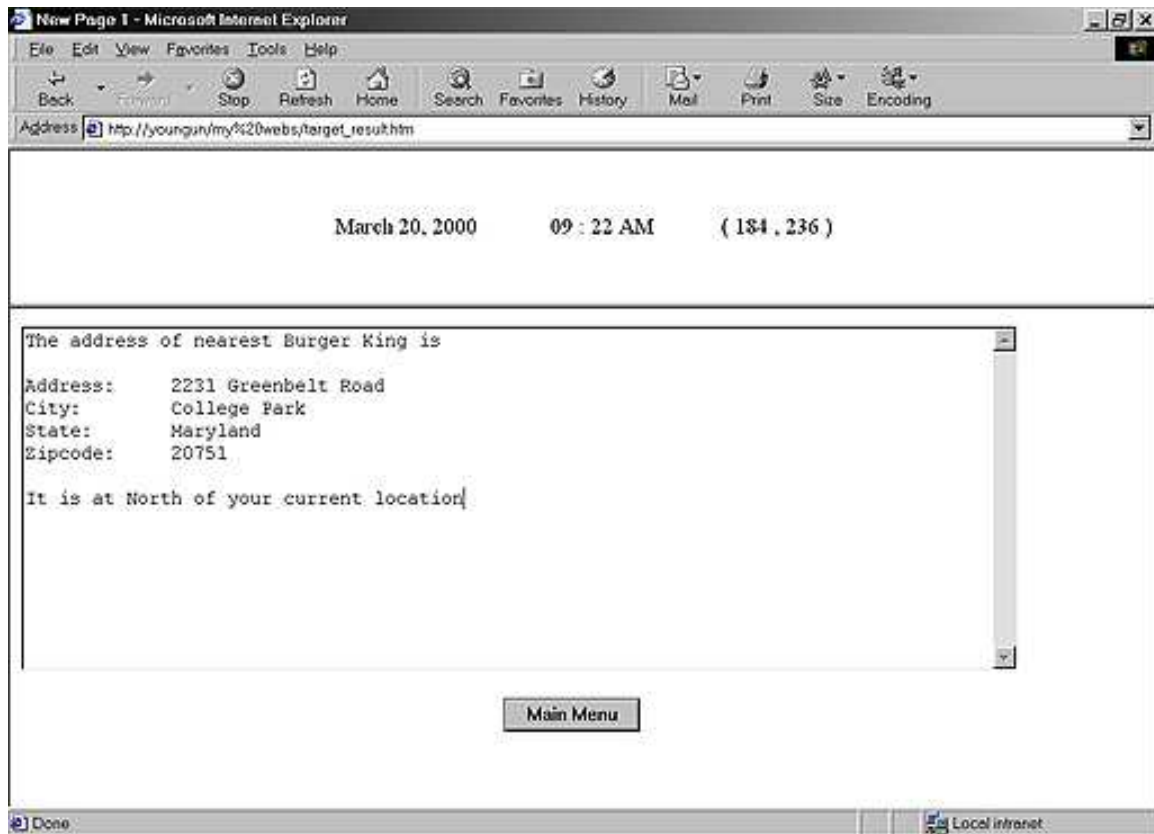 New Page 1 - Microsoft Internet Explorer
File Edit View Favorites Tools Help
Back Forward Stop Refresh Home Search Favorites History Mail Print Size Encoding
Address http://youngun/my%20webs/target_result.htm
March 20, 2000 09 : 22 AM ( 184 , 236 )
The address of nearest Burger King is
Address: 2231 Greenbelt Road
City: College Park
State: Maryland
Zipcode: 20751
It is at North of your current location
Main Menu
Done Local intranet